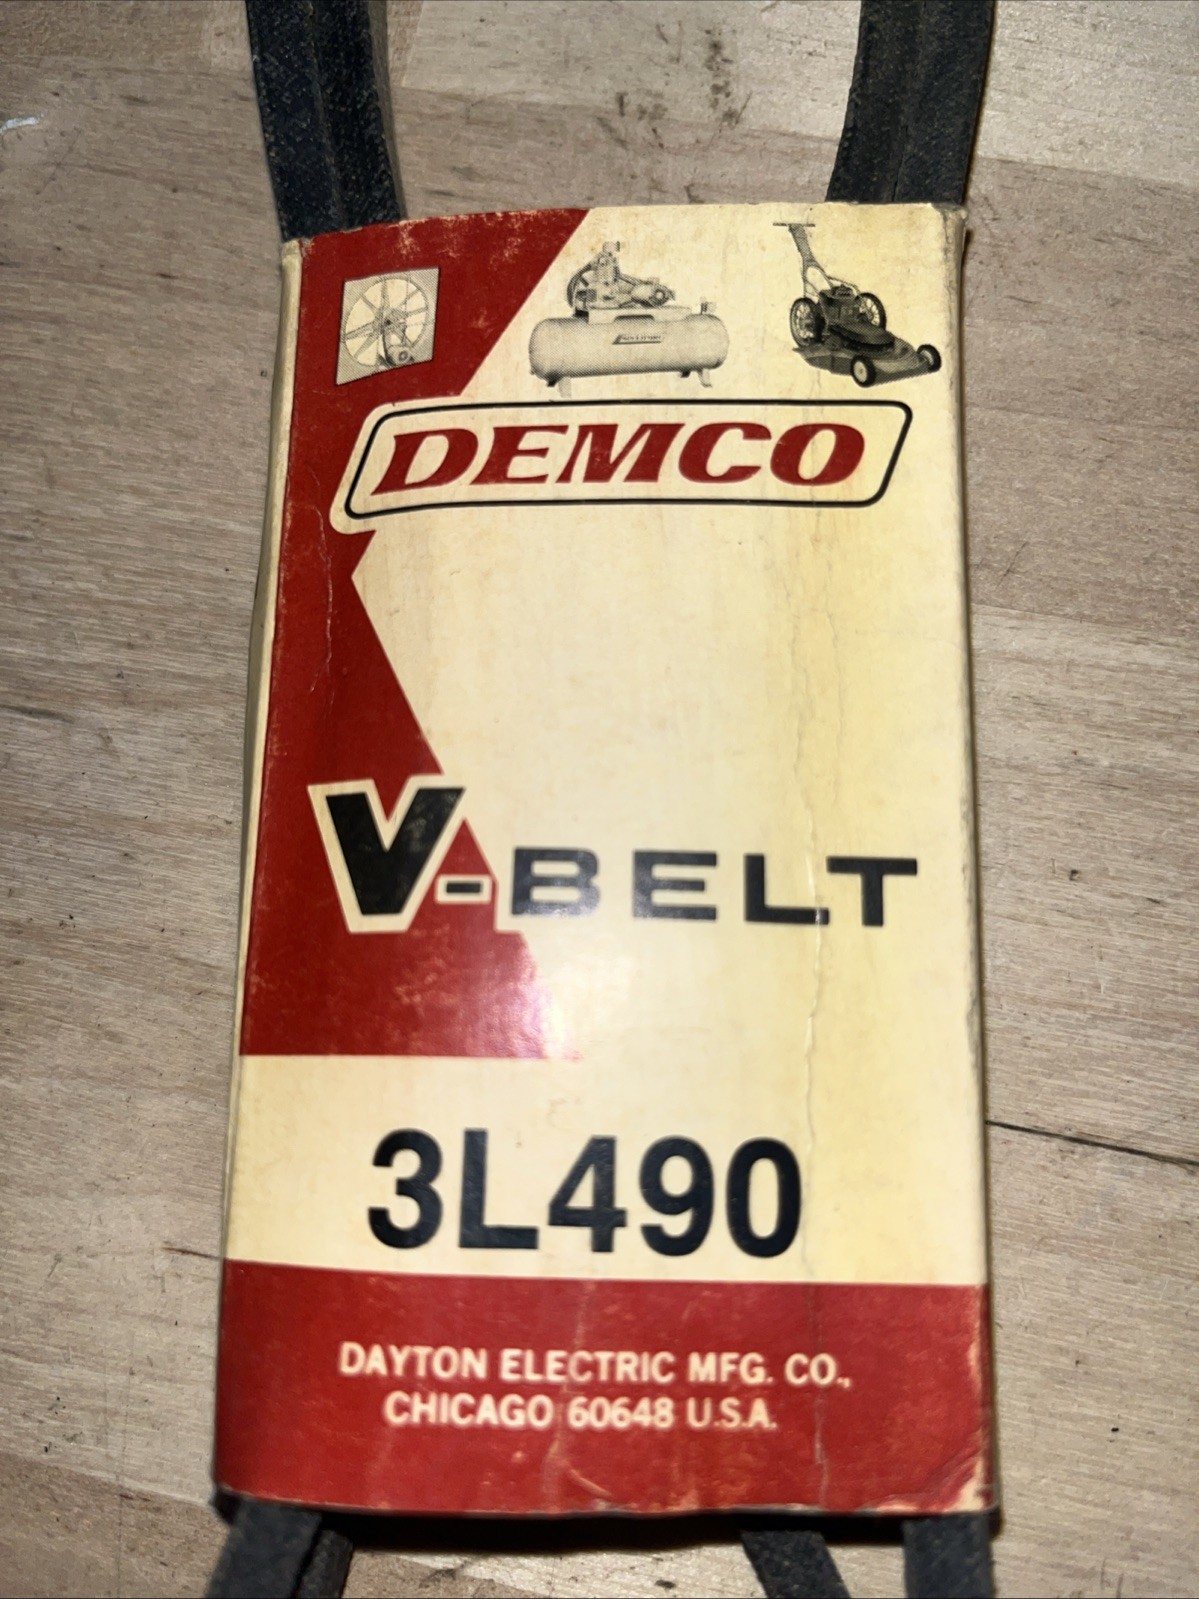 DEMCO
V-BELT
3L490
DAYTON ELECTRIC MFG. CO.,
CHICAGO 60648 U.S.A.